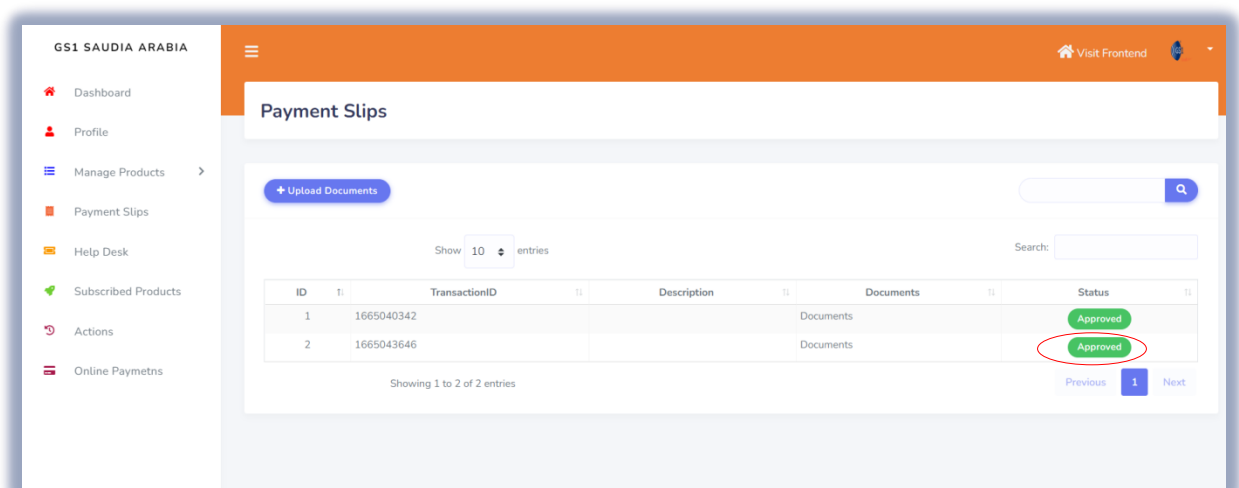 GS1 SAUDIA ARABIA
Visit Frontend
Dashboard
Profile
Manage Products
Payment Slips
Help Desk
Subscribed Products
Actions
Online Paymetns
Payment Slips
+ Upload Documents
Show 10 entries
Search:
ID TransactionID Description Documents Status
1 1665040342 Documents Approved
2 1665043646 Documents Approved
Showing 1 to 2 of 2 entries
Previous 1 Next